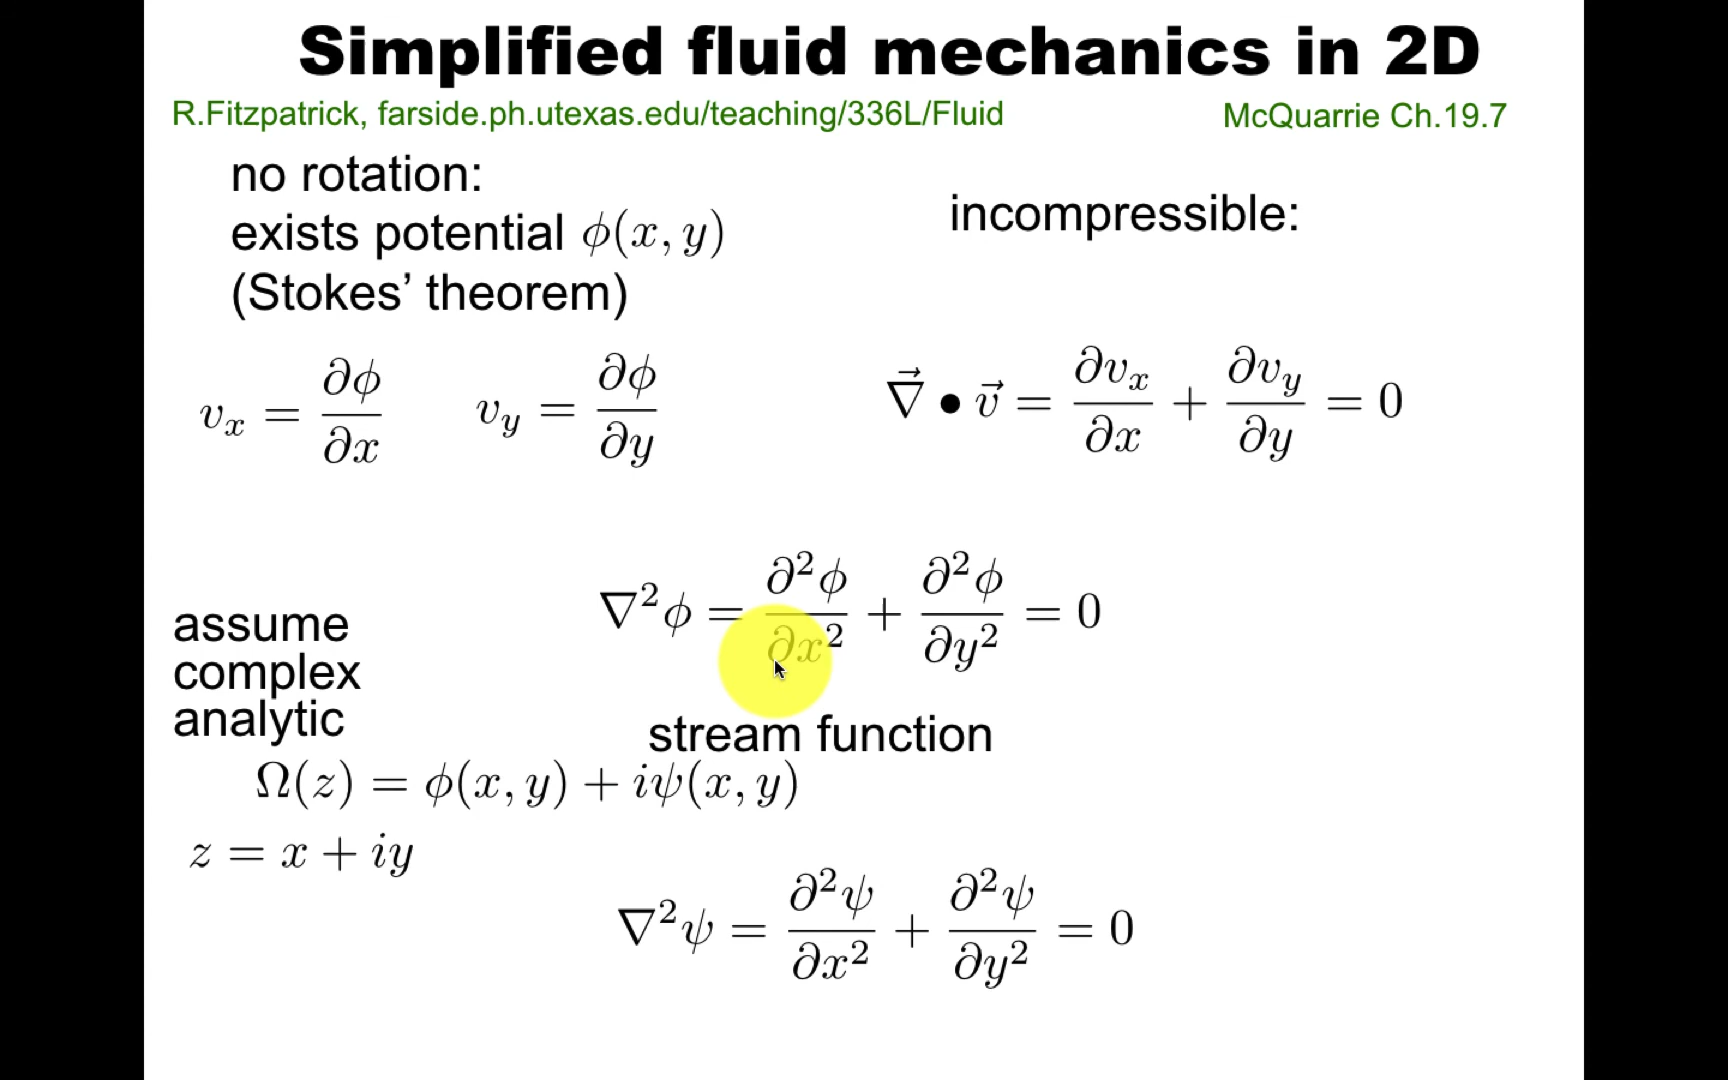 Simplified fluid mechanics in 2D
R.Fitzpatrick, farside.ph.utexas.edu/teaching/336L/Fluid
McQuarrie Ch.19.7
no rotation:
exists potential ϕ(x, y)
(Stokes’ theorem)
incompressible:
v_x = ∂ϕ/∂x
v_y = ∂ϕ/∂y
∇⃗ • v⃗ = ∂v_x/∂x + ∂v_y/∂y = 0
∇²ϕ = ∂²ϕ/∂x² + ∂²ϕ/∂y² = 0
assume
complex
analytic
stream function
Ω(z) = ϕ(x, y) + iψ(x, y)
z = x + iy
∇²ψ = ∂²ψ/∂x² + ∂²ψ/∂y² = 0